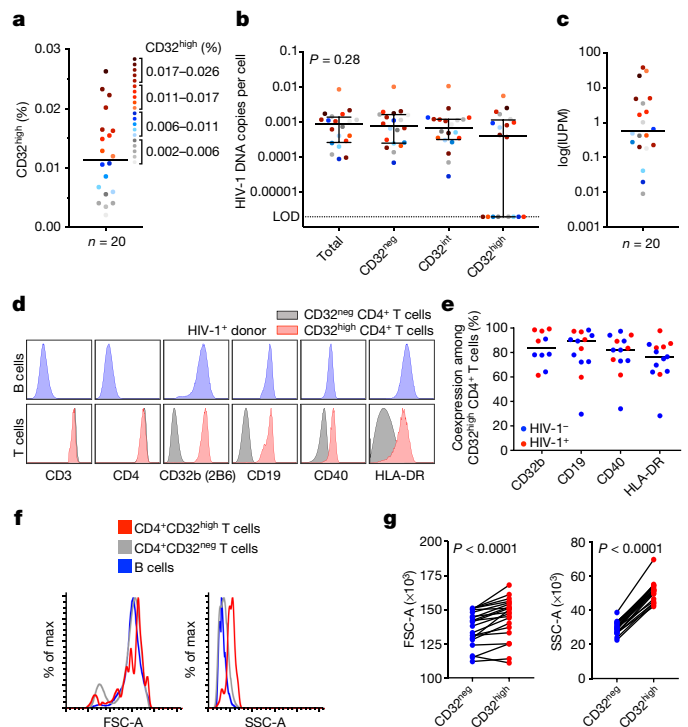 a
CD32high (%)
0.03
0.02
0.01
0.00
n = 20
CD32high (%)
0.017–0.026
0.011–0.017
0.006–0.011
0.002–0.006
b
HIV-1 DNA copies per cell
P = 0.28
0.1
0.01
0.001
0.0001
0.00001
LOD
Total
CD32neg
CD32int
CD32high
c
log(IUPM)
100
10
1
0.1
0.01
0.001
n = 20
d
HIV-1+ donor
CD32neg CD4+ T cells
CD32high CD4+ T cells
B cells
T cells
CD3
CD4
CD32b (2B6)
CD19
CD40
HLA-DR
e
Coexpression among
CD32high CD4+ T cells (%)
100
80
60
40
20
0
HIV-1−
HIV-1+
CD32b
CD19
CD40
HLA-DR
f
CD4+CD32high T cells
CD4+CD32neg T cells
B cells
% of max
FSC-A
% of max
SSC-A
g
P < 0.0001
FSC-A (×10³)
200
175
150
125
100
CD32neg
CD32high
P < 0.0001
SSC-A (×10³)
80
60
40
20
0
CD32neg
CD32high